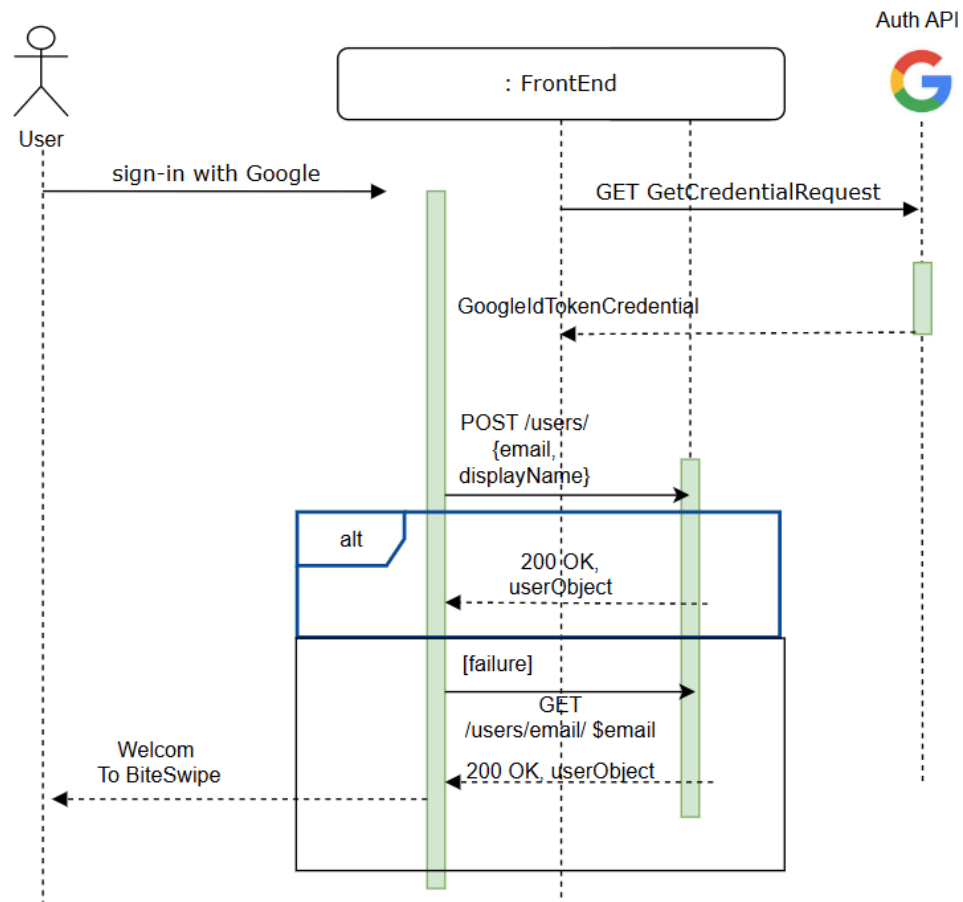 Auth API
: FrontEnd
User
sign-in with Google
GET GetCredentialRequest
GoogleIdTokenCredential
POST /users/
{email,
displayName}
alt
200 OK,
userObject
[failure]
GET
/users/email/ $email
Welcom
To BiteSwipe
200 OK, userObject